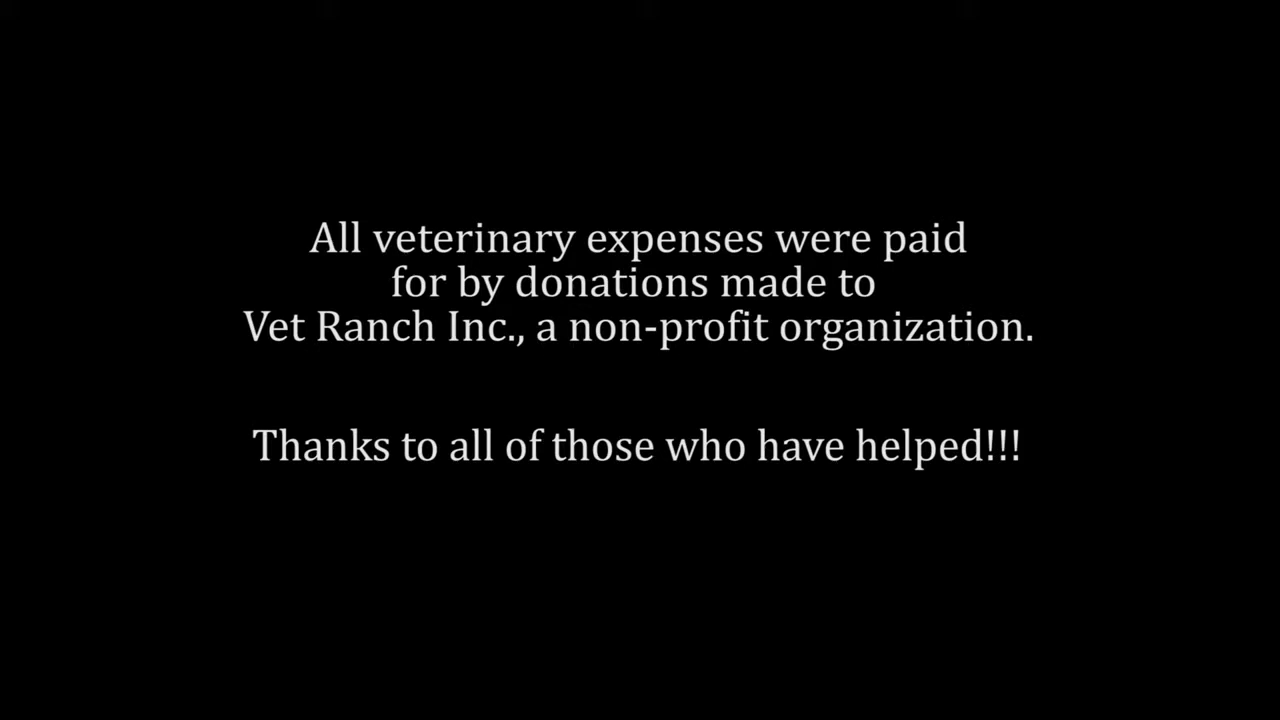 All veterinary expenses were paid
for by donations made to
Vet Ranch Inc., a non-profit organization.
Thanks to all of those who have helped!!!